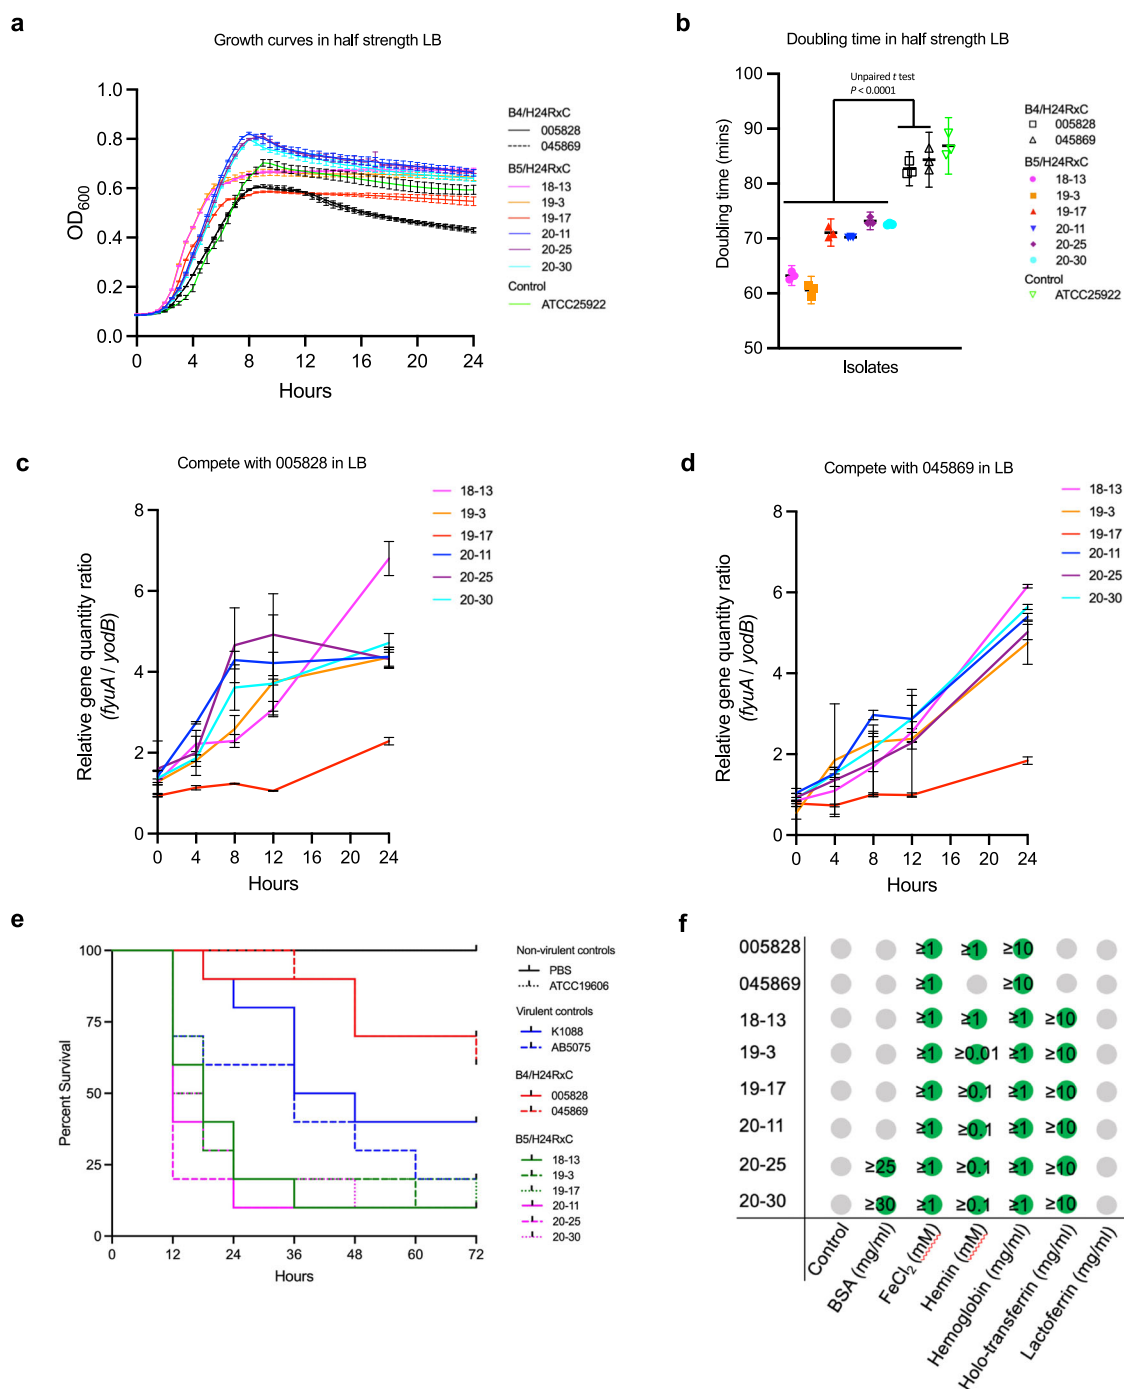 a
Growth curves in half strength LB
1.0
0.8
0.6
0.4
0.2
0.0
OD600
0 4 8 12 16 20 24
Hours
B4/H24RxC
005828
045869
B5/H24RxC
18-13
19-3
19-17
20-11
20-25
20-30
Control
ATCC25922
b
Doubling time in half strength LB
100
90
80
70
60
50
Doubling time (mins)
Unpaired t test
P < 0.0001
Isolates
B4/H24RxC
005828
045869
B5/H24RxC
18-13
19-3
19-17
20-11
20-25
20-30
Control
ATCC25922
c
Compete with 005828 in LB
8
6
4
2
0
Relative gene quantity ratio
(fyuA / yodB)
0 4 8 12 16 20 24
Hours
18-13
19-3
19-17
20-11
20-25
20-30
d
Compete with 045869 in LB
8
6
4
2
0
Relative gene quantity ratio
(fyuA / yodB)
0 4 8 12 16 20 24
Hours
18-13
19-3
19-17
20-11
20-25
20-30
e
100
75
50
25
0
Percent Survival
0 12 24 36 48 60 72
Hours
Non-virulent controls
PBS
ATCC19606
Virulent controls
K1088
AB5075
B4/H24RxC
005828
045869
B5/H24RxC
18-13
19-3
19-17
20-11
20-25
20-30
f
005828 ≥1 ≥1 ≥10
045869 ≥1 ≥10
18-13 ≥1 ≥1 ≥1 ≥10
19-3 ≥1 ≥0.01 ≥1 ≥10
19-17 ≥1 ≥0.1 ≥1 ≥10
20-11 ≥1 ≥0.1 ≥1 ≥10
20-25 ≥25 ≥1 ≥0.1 ≥1 ≥10
20-30 ≥30 ≥1 ≥0.1 ≥1 ≥10
Control
BSA (mg/ml)
FeCl2 (mM)
Hemin (mM)
Hemoglobin (mg/ml)
Holo-transferrin (mg/ml)
Lactoferrin (mg/ml)